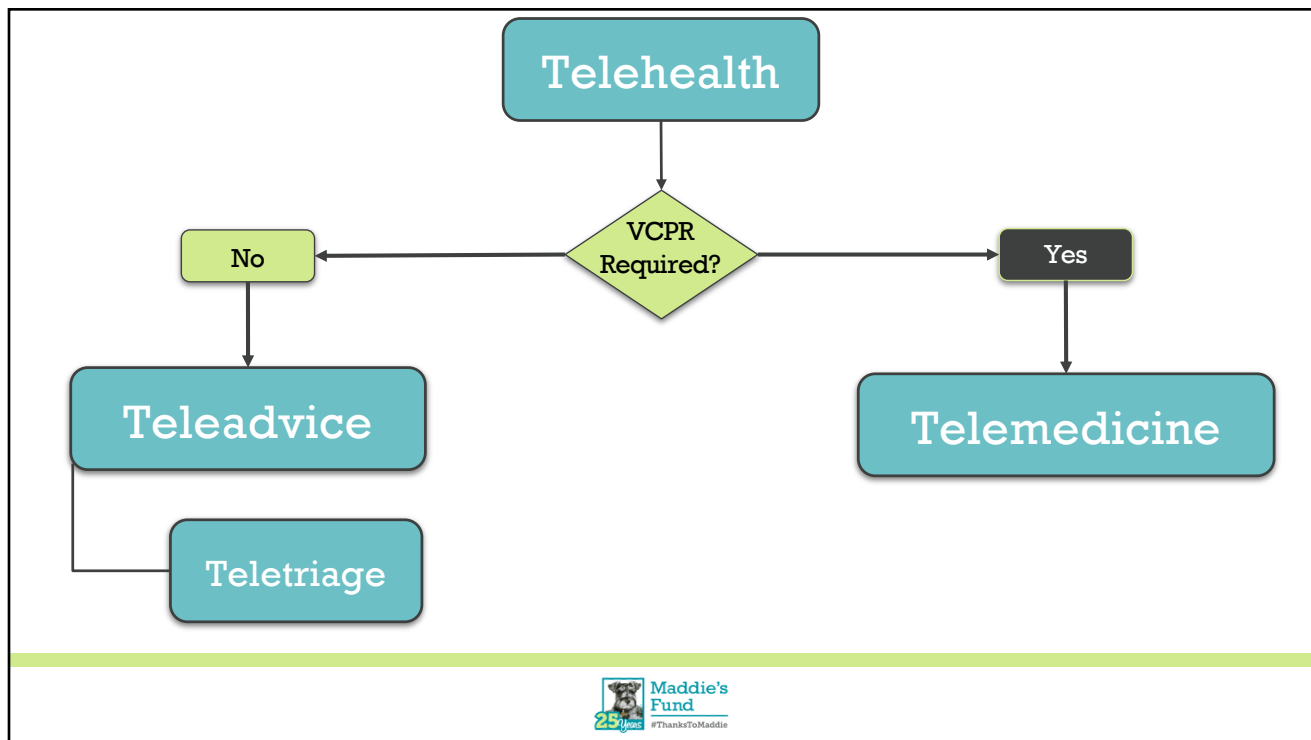 Telehealth
VCPR
Required?
No
Yes
Teleadvice
Telemedicine
Teletriage
Maddie's
Fund
25 Years
#ThanksToMaddie